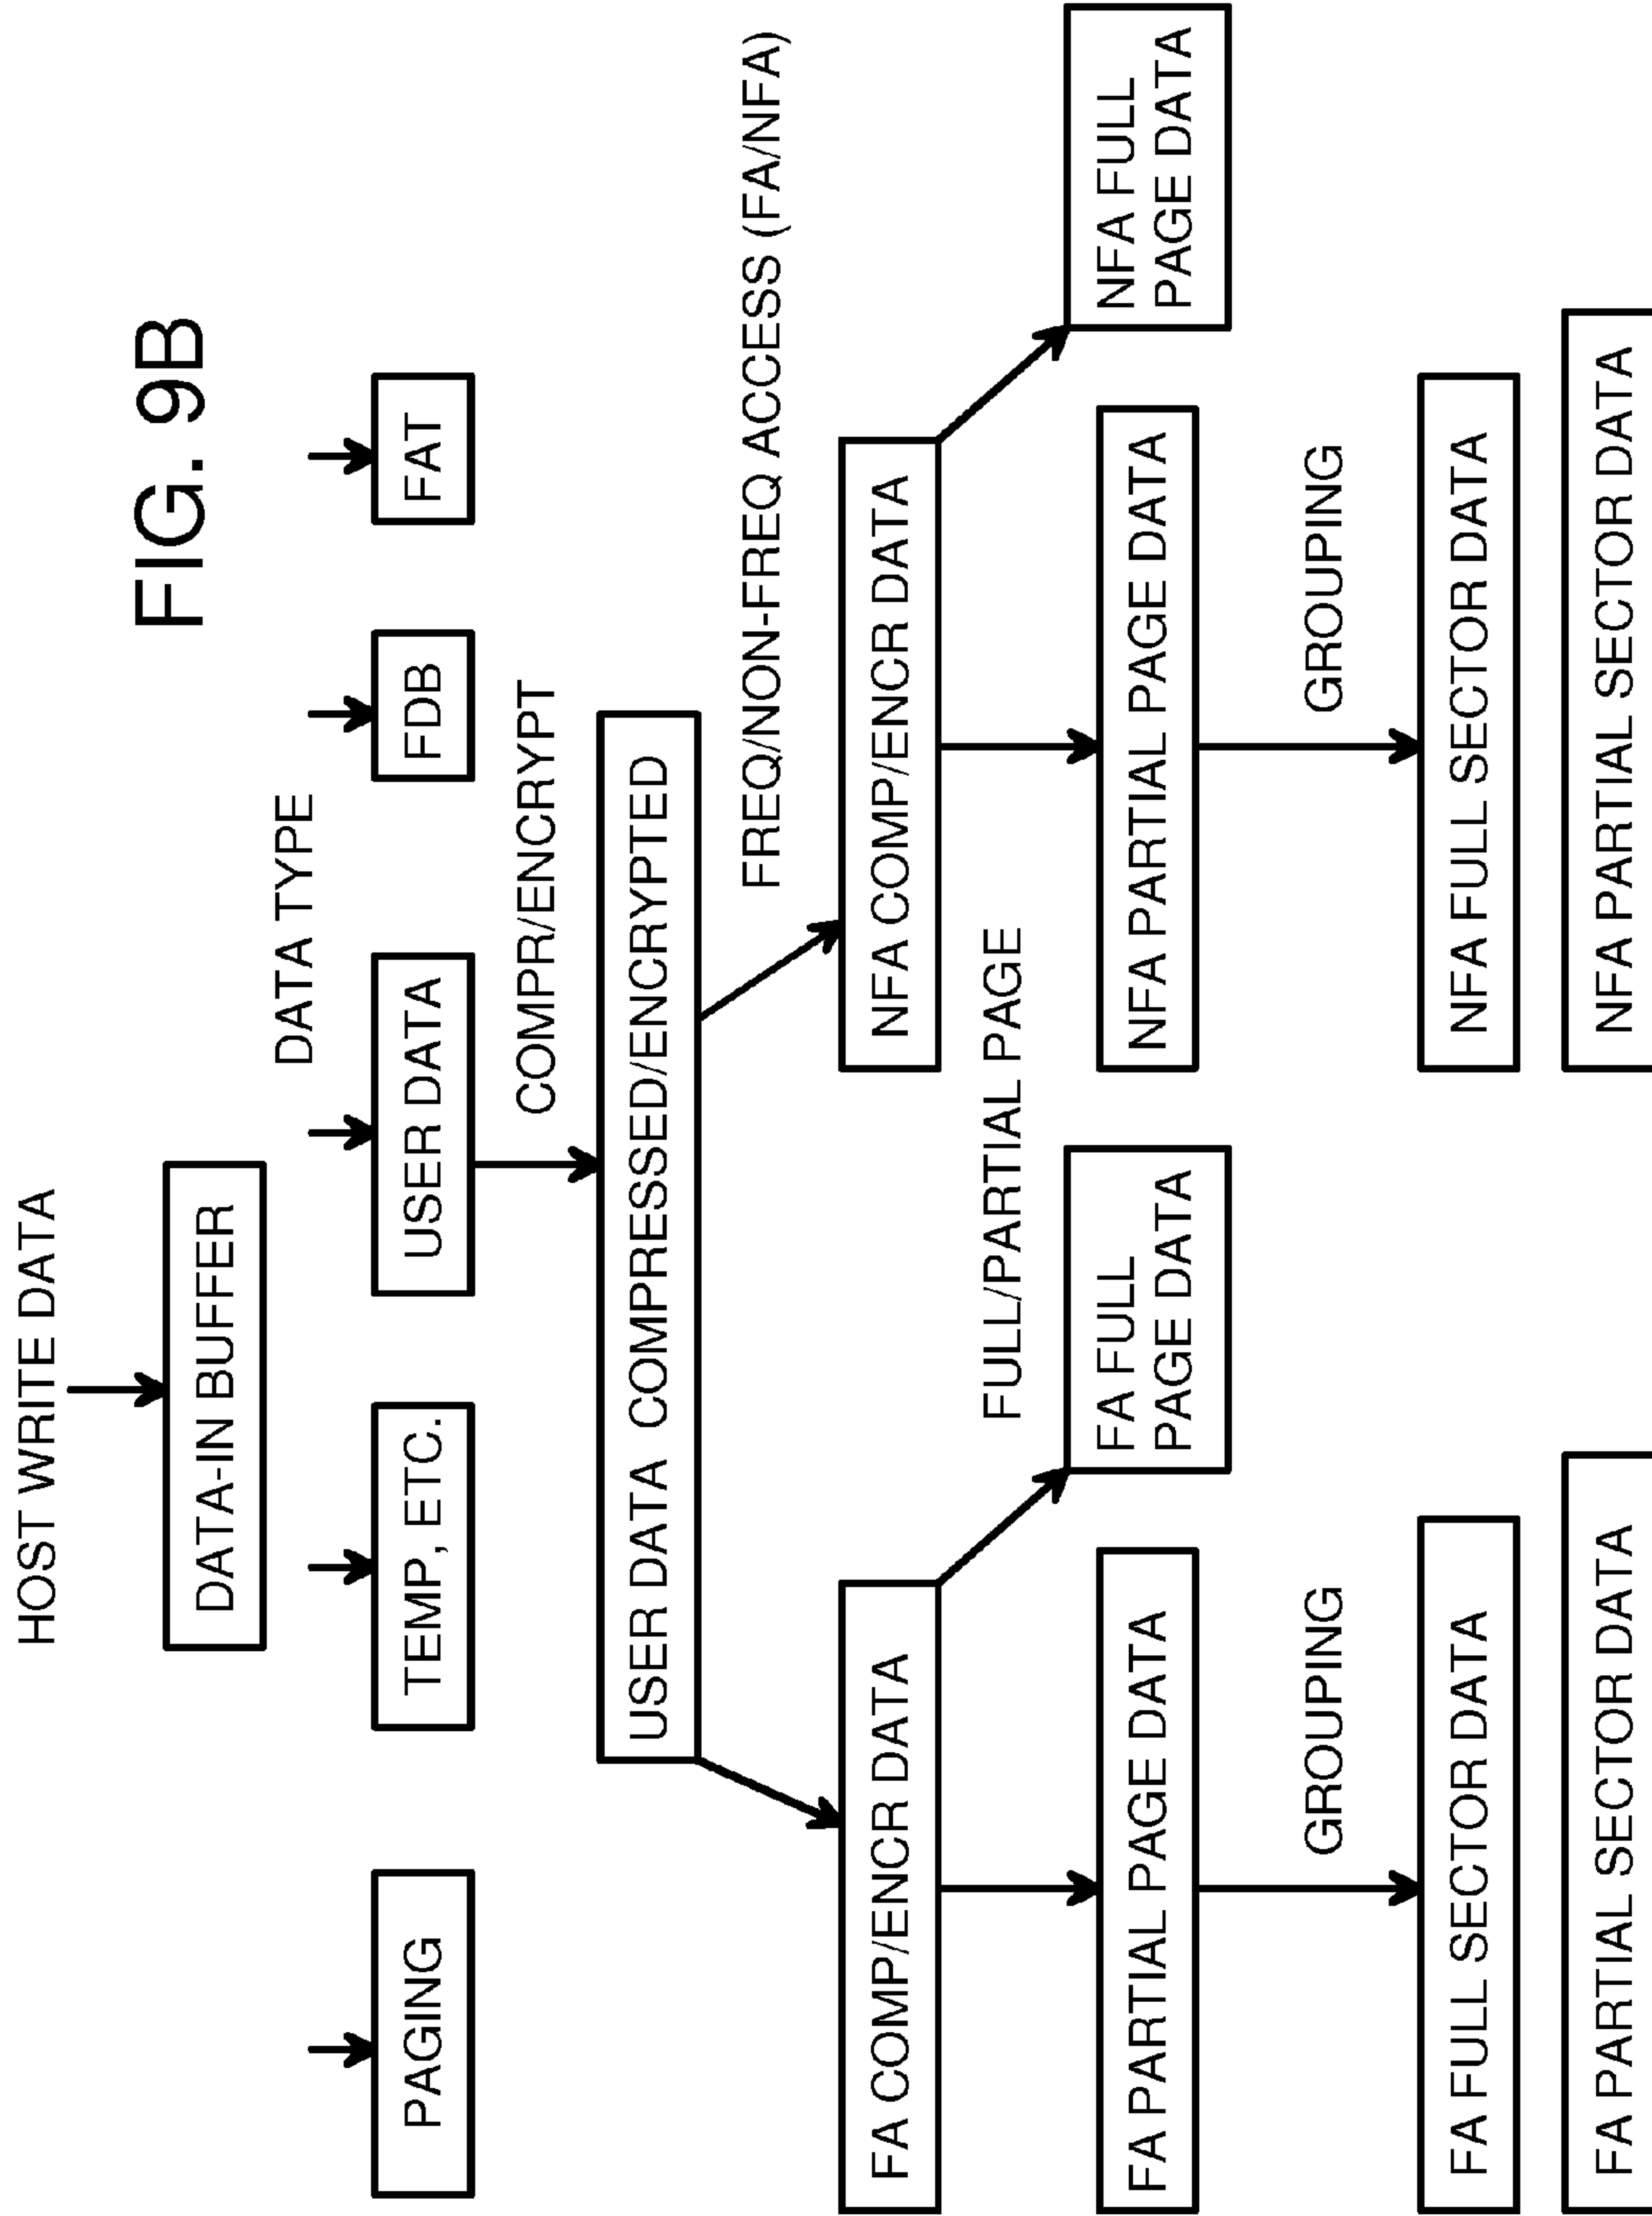 FIG. 9B
HOST WRITE DATA
DATA-IN BUFFER
DATA TYPE
PAGING
TEMP, ETC.
USER DATA
FDB
FAT
COMPR/ENCRYPT
USER DATA COMPRESSED/ENCRYPTED
FREQ/NON-FREQ ACCESS (FA/NFA)
FA COMP/ENCR DATA
NFA COMP/ENCR DATA
FULL/PARTIAL PAGE
FA FULL
PAGE DATA
NFA FULL
PAGE DATA
FA PARTIAL PAGE DATA
NFA PARTIAL PAGE DATA
GROUPING
GROUPING
FA FULL SECTOR DATA
NFA FULL SECTOR DATA
FA PARTIAL SECTOR DATA
NFA PARTIAL SECTOR DATA